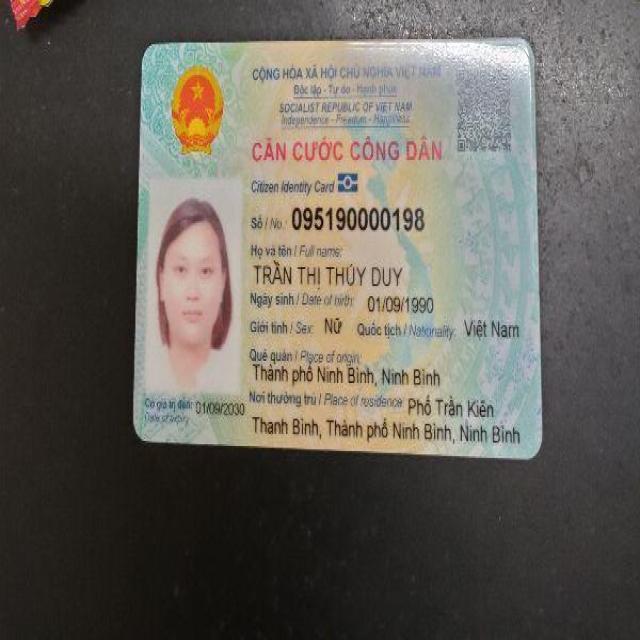 CỘNG HÒA XÃ HỘI CHỦ NGHĨA VIỆT NAM
Độc lập - Tự do - Hạnh phúc
SOCIALIST REPUBLIC OF VIET NAM
Independence - Freedom - Happiness
CĂN CƯỚC CÔNG DÂN
Citizen Identity Card
Số / No.: 095190000198
Họ và tên / Full name:
TRẦN THỊ THÚY DUY
Ngày sinh / Date of birth: 01/09/1990
Giới tính / Sex: Nữ Quốc tịch / Nationality: Việt Nam
Quê quán / Place of origin:
Thành phố Ninh Bình, Ninh Bình
Nơi thường trú / Place of residence: Phố Trần Kiên
Thanh Bình, Thành phố Ninh Bình, Ninh Bình
Có giá trị đến: 01/09/2030
Date of expiry